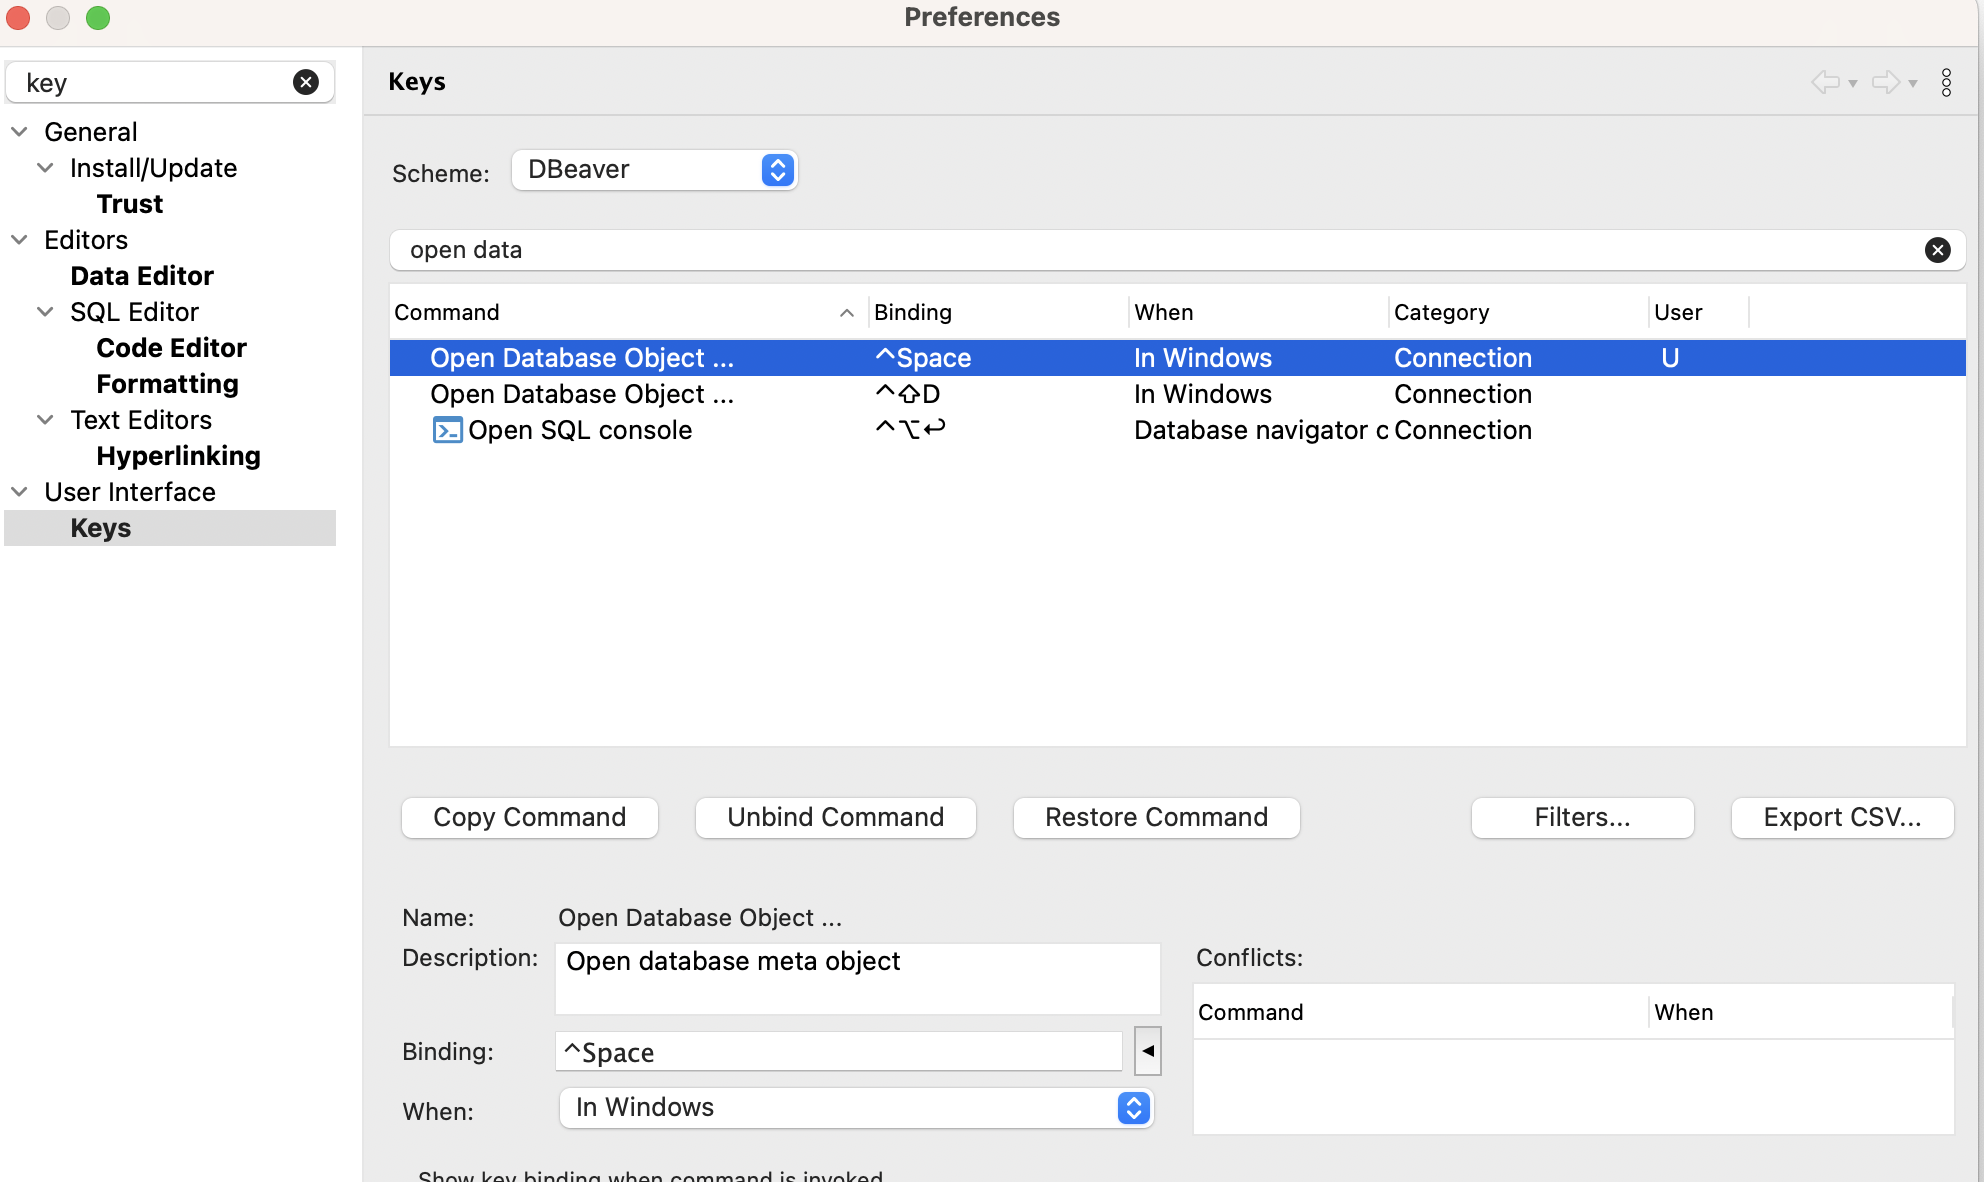 Preferences
key
General
Install/Update
Trust
Editors
Data Editor
SQL Editor
Code Editor
Formatting
Text Editors
Hyperlinking
User Interface
Keys
Keys
Scheme: DBeaver
open data
Command Binding When Category User
Open Database Object ... ^Space In Windows Connection U
Open Database Object ... ^⇧D In Windows Connection
Open SQL console ^⌥↩ Database navigator c Connection
Copy Command Unbind Command Restore Command Filters... Export CSV...
Name: Open Database Object ...
Description: Open database meta object
Conflicts:
Command When
Binding: ^Space
When: In Windows
Show key binding when command is invoked